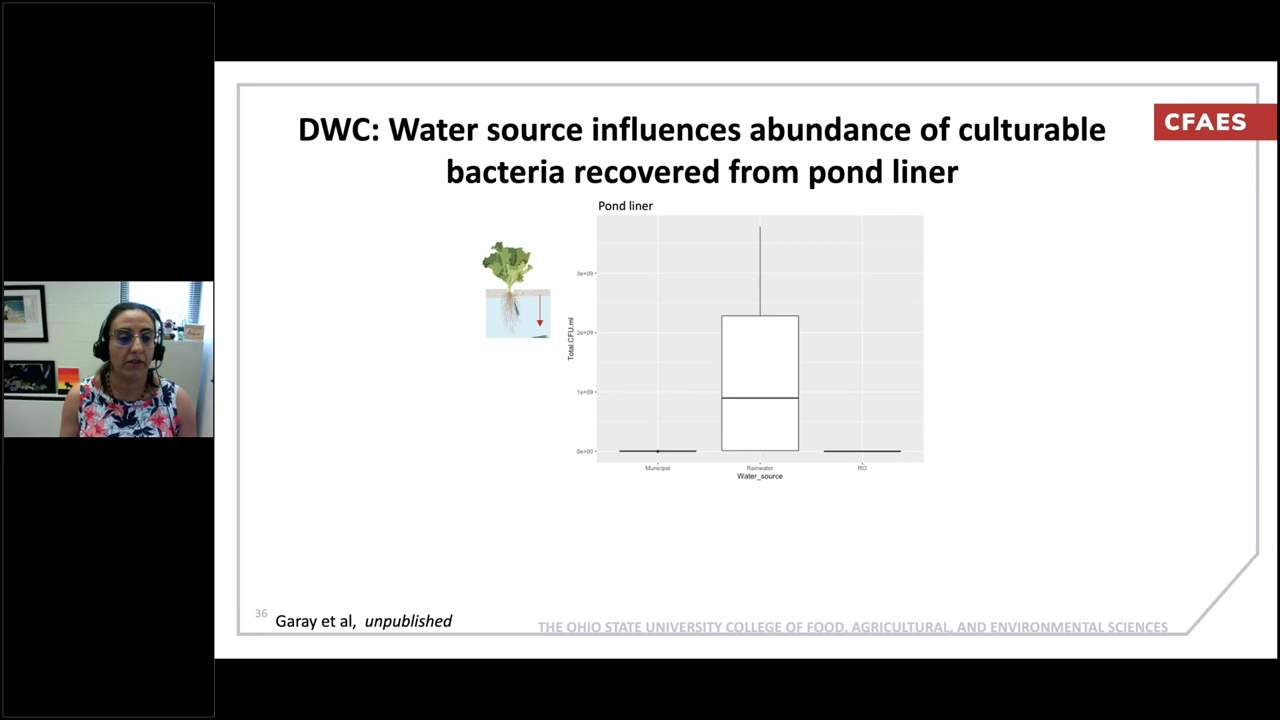 DWC: Water source influences abundance of culturable
bacteria recovered from pond liner
CFAES
Pond liner
Total.CFU.ml
3e+09
2e+09
1e+09
0e+00
Municipal
Rainwater
RO
Water_source
36
Garay et al, unpublished
THE OHIO STATE UNIVERSITY COLLEGE OF FOOD, AGRICULTURAL, AND ENVIRONMENTAL SCIENCES